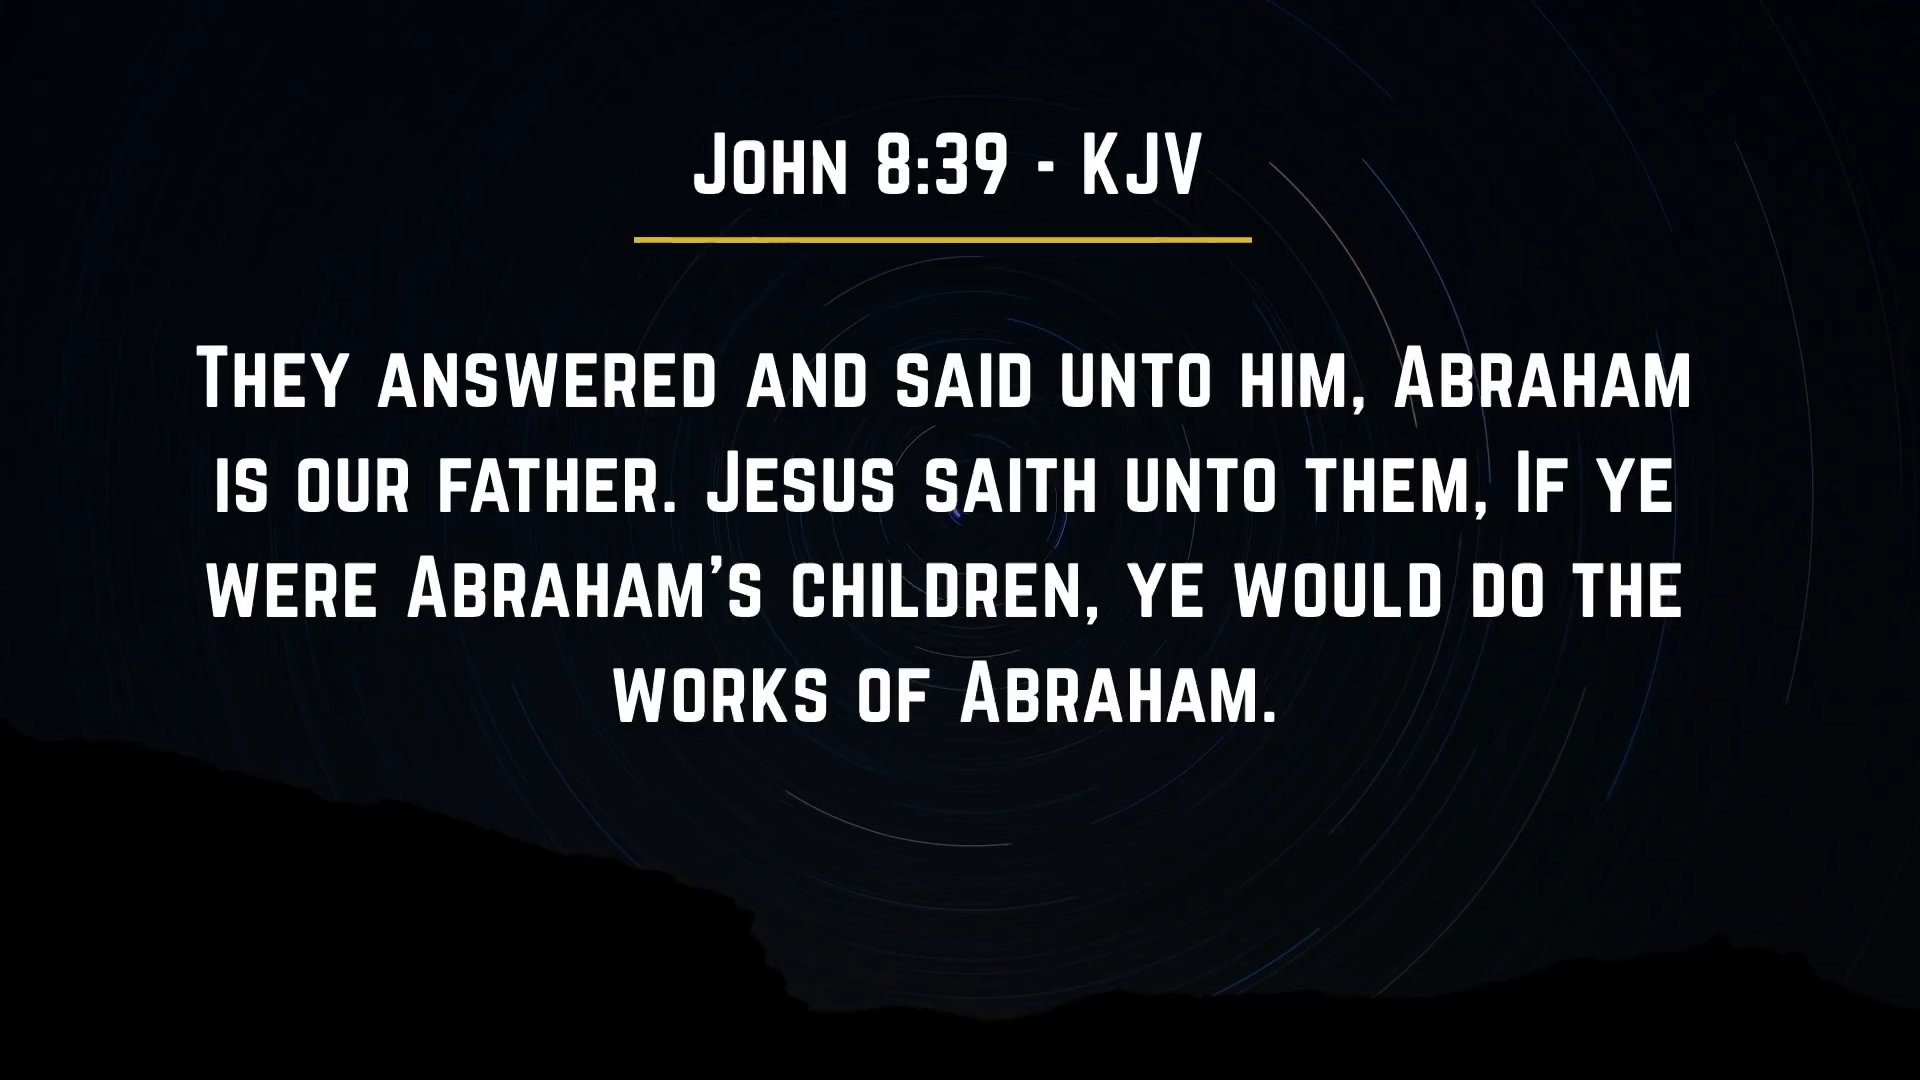 John 8:39 - KJV
They answered and said unto him, Abraham
is our father. Jesus saith unto them, If ye
were Abraham's children, ye would do the
works of Abraham.